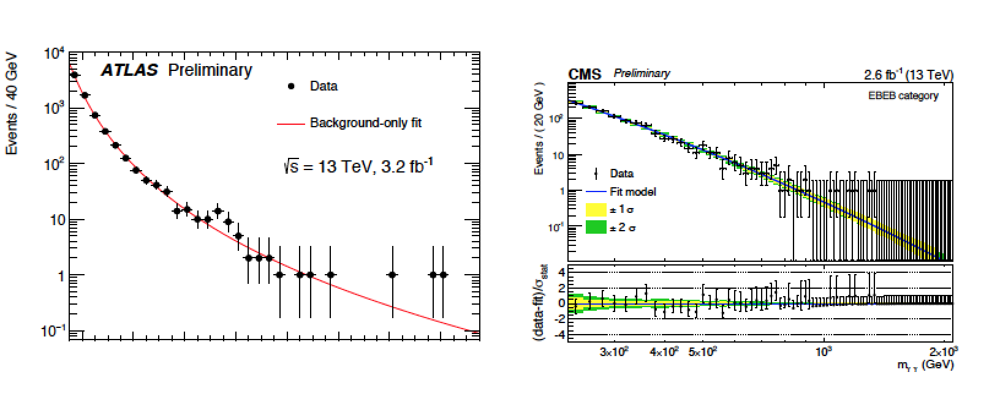 ATLAS Preliminary
Events / 40 GeV
10⁴
10³
10²
10
1
10⁻¹
Data
Background-only fit
√s = 13 TeV, 3.2 fb⁻¹
CMS Preliminary
2.6 fb⁻¹ (13 TeV)
EBEB category
Events / ( 20 GeV )
10²
10
1
10⁻¹
Data
Fit model
± 1 σ
± 2 σ
(data-fit)/σstat
4
2
0
-2
-4
3×10² 4×10² 5×10² 10³ 2×10³
mγγ (GeV)